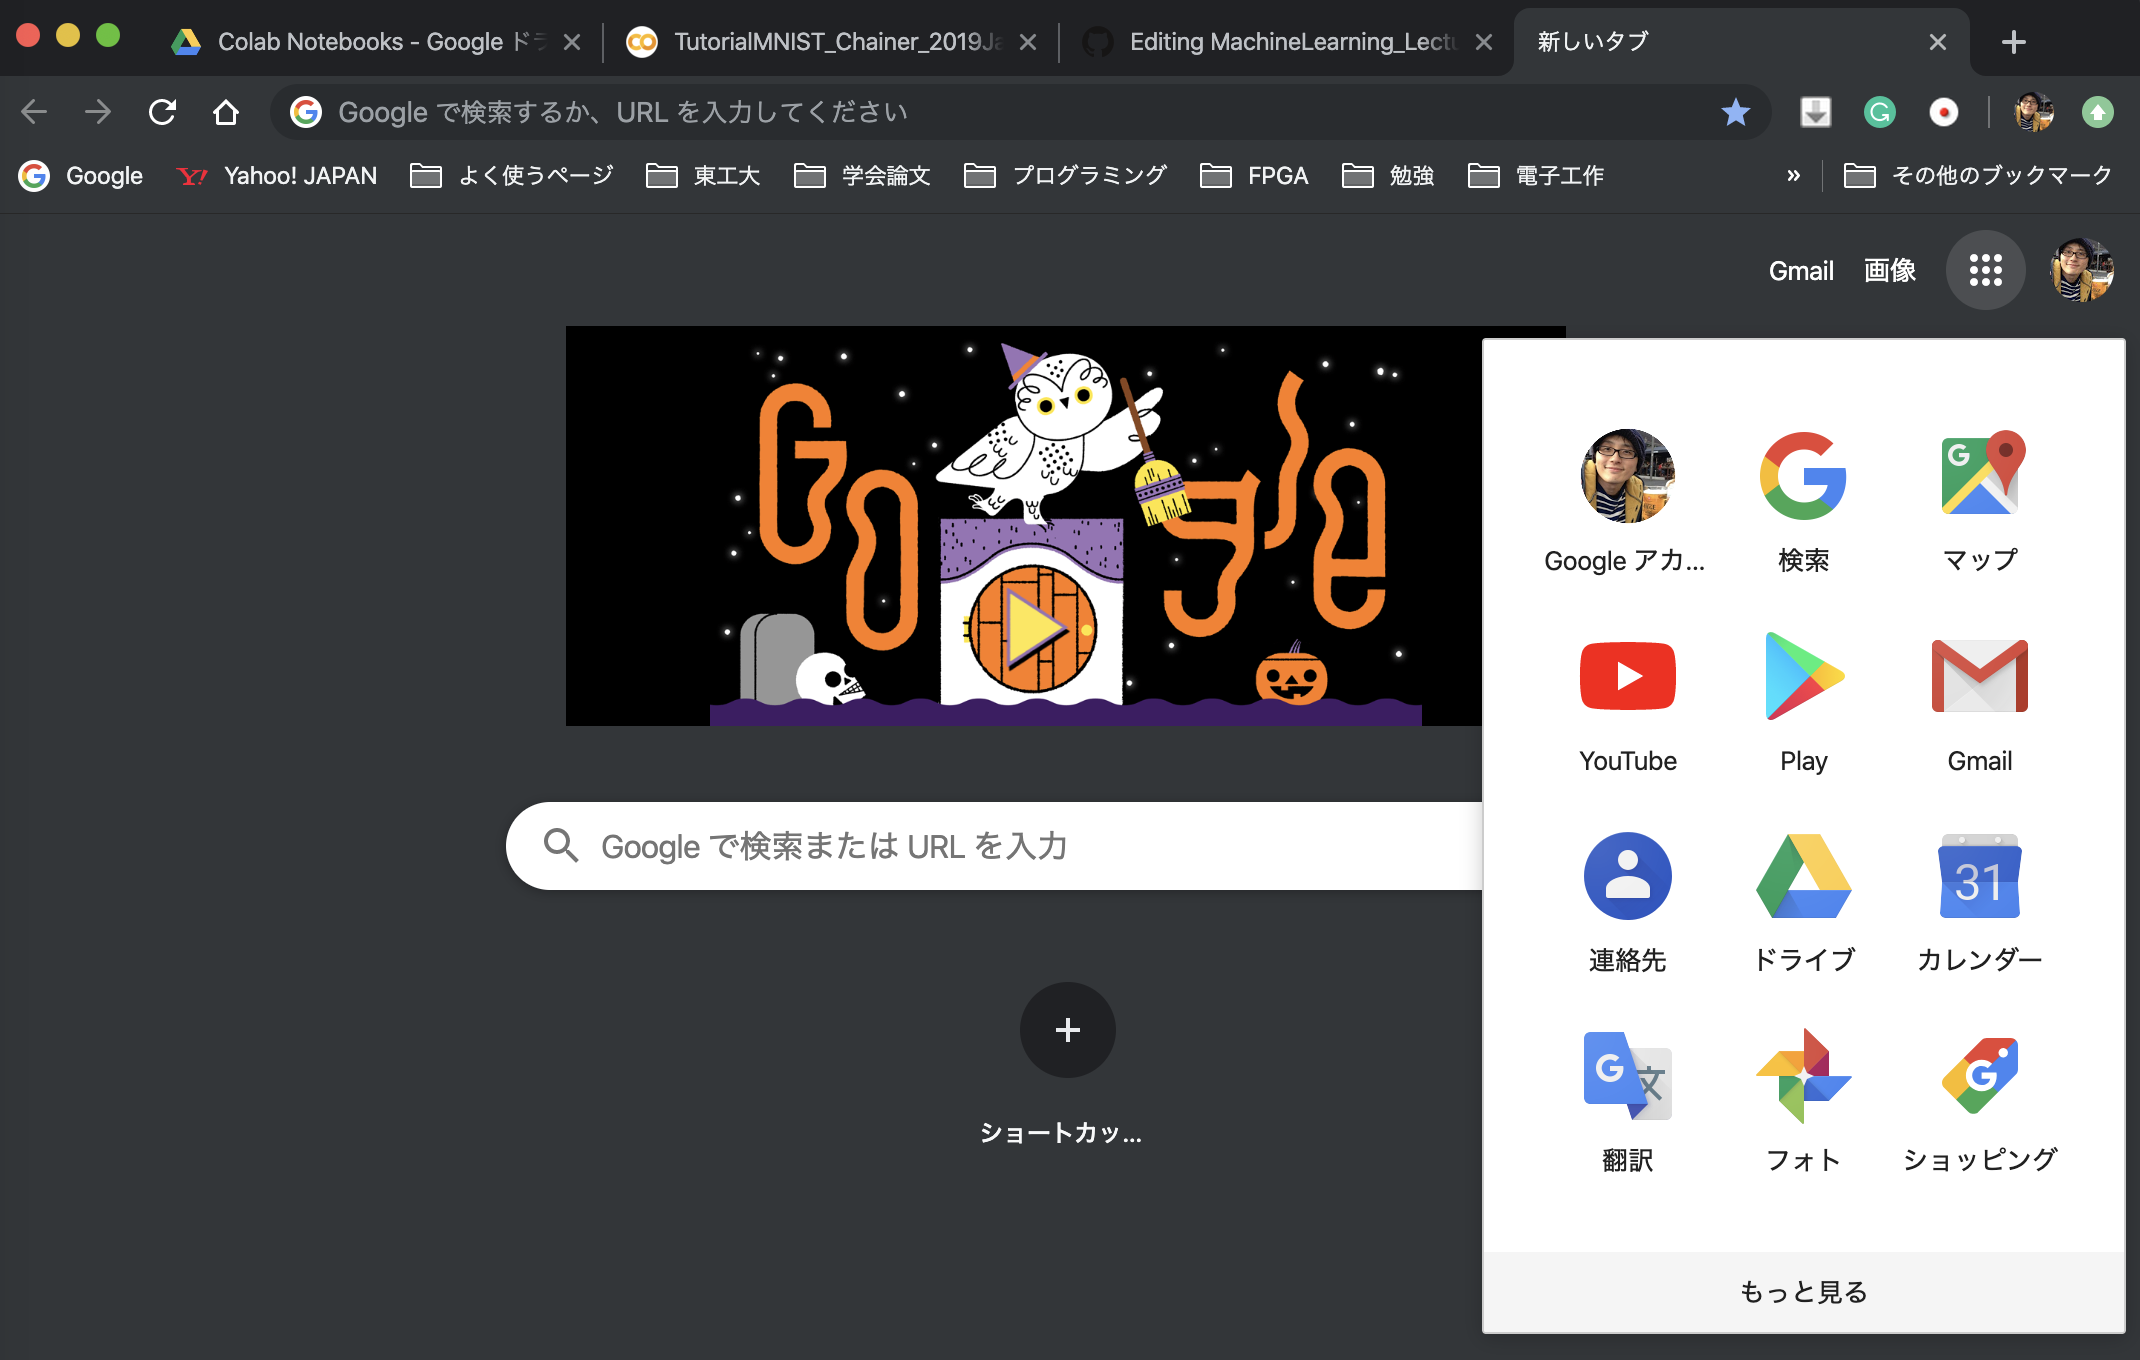 Colab Notebooks - Google ドラ
TutorialMNIST_Chainer_2019Ja
Editing MachineLearning_Lectu
新しいタブ
Google で検索するか、URL を入力してください
Google
Yahoo! JAPAN
よく使うページ
東工大
学会論文
プログラミング
FPGA
勉強
電子工作
»
その他のブックマーク
Gmail
画像
Google
Google アカ...
検索
マップ
YouTube
Play
Gmail
31
連絡先
ドライブ
カレンダー
翻訳
フォト
ショッピング
もっと見る
Google で検索または URL を入力
ショートカッ...